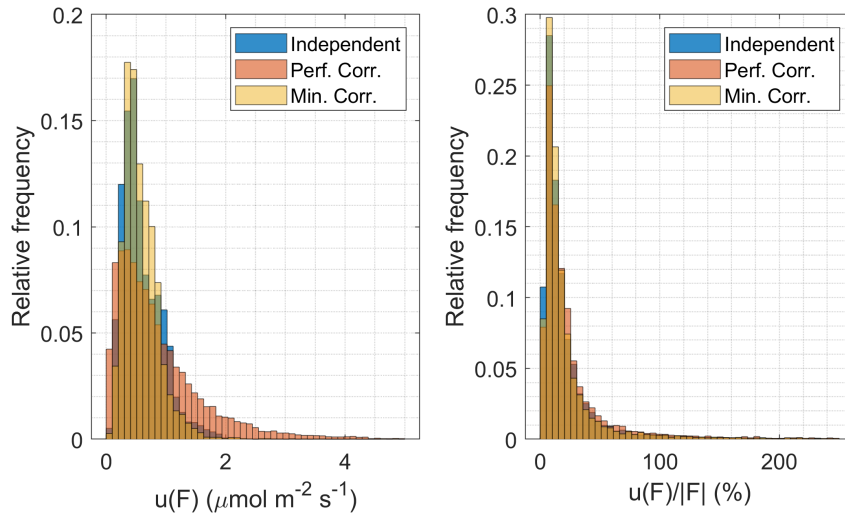 0.2
0.15
0.1
0.05
0
Relative frequency
Independent
Perf. Corr.
Min. Corr.
0 2 4
u(F) (μmol m⁻² s⁻¹)
0.3
0.25
0.2
0.15
0.1
0.05
0
Relative frequency
Independent
Perf. Corr.
Min. Corr.
0 100 200
u(F)/|F| (%)